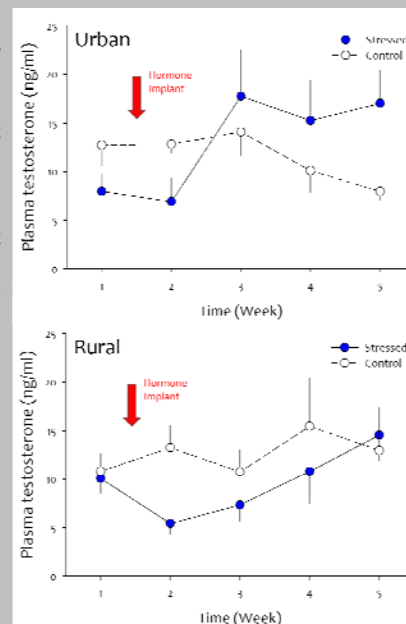 Urban
Stressed
Control
Hormone
Implant
Plasma testosterone (ng/ml)
25
20
15
10
5
0
1 2 3 4 5
Time (Week)
Rural
Stressed
Control
Hormone
Implant
Plasma testosterone (ng/ml)
25
20
15
10
5
0
1 2 3 4 5
Time (Week)